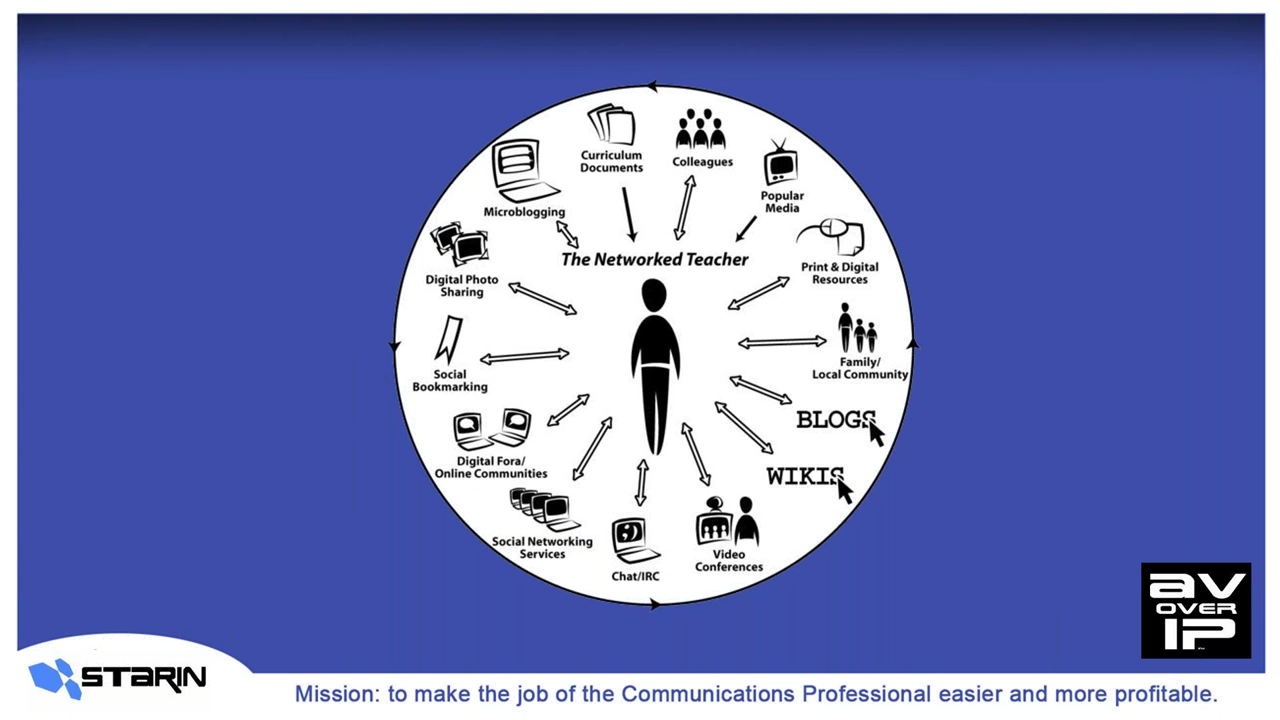 Curriculum
Documents
Colleagues
Popular
Media
Microblogging
The Networked Teacher
Print & Digital
Resources
Digital Photo
Sharing
Family/
Local Community
Social
Bookmarking
BLOGS
WIKIS
Digital Fora/
Online Communities
Social Networking
Services
Chat/IRC
Video
Conferences
av
OVER
IP
STARIN
Mission: to make the job of the Communications Professional easier and more profitable.